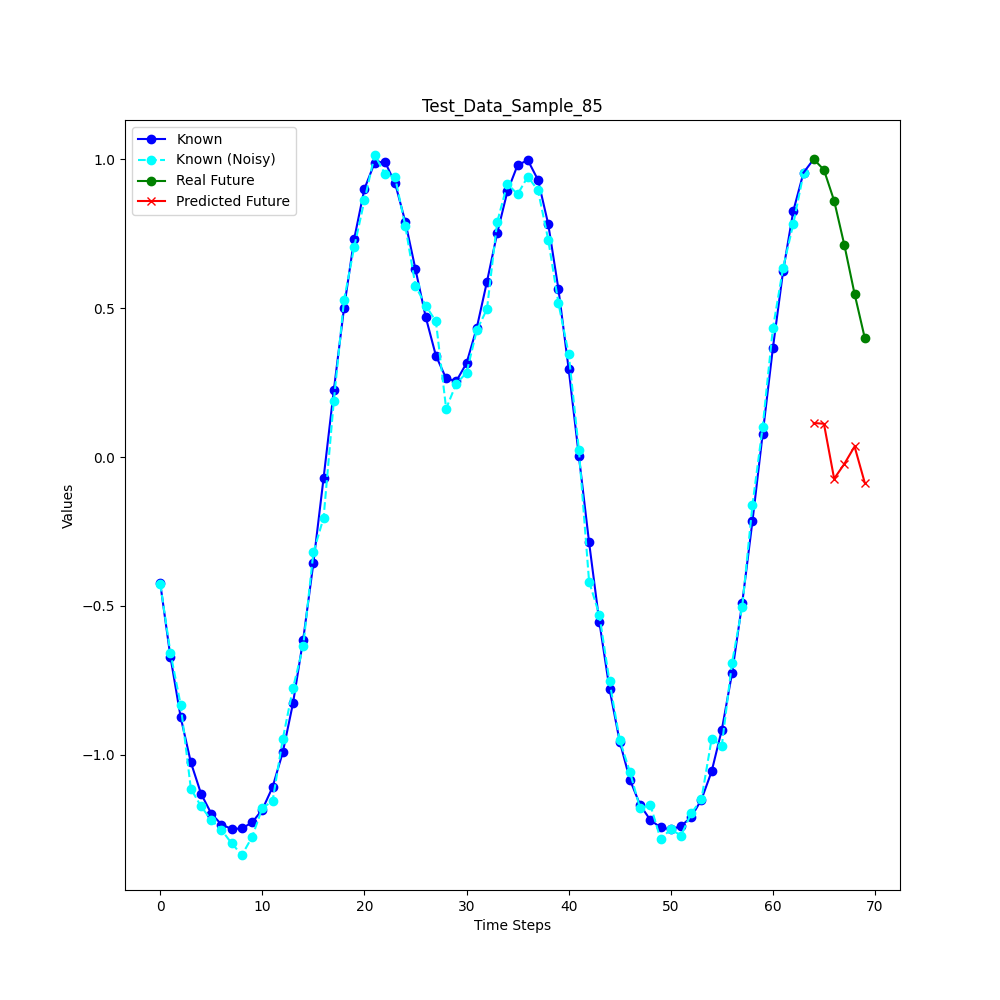 Test_Data_Sample_85
Known
Known (Noisy)
Real Future
Predicted Future
1.0
0.5
0.0
−0.5
−1.0
Values
0 10 20 30 40 50 60 70
Time Steps